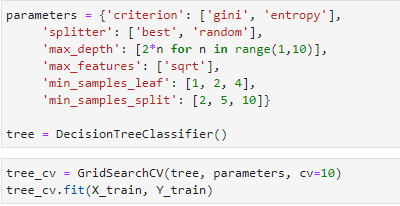 parameters = {'criterion': ['gini', 'entropy'],
'splitter': ['best', 'random'],
'max_depth': [2*n for n in range(1,10)],
'max_features': ['sqrt'],
'min_samples_leaf': [1, 2, 4],
'min_samples_split': [2, 5, 10]}
tree = DecisionTreeClassifier()
tree_cv = GridSearchCV(tree, parameters, cv=10)
tree_cv.fit(X_train, Y_train)